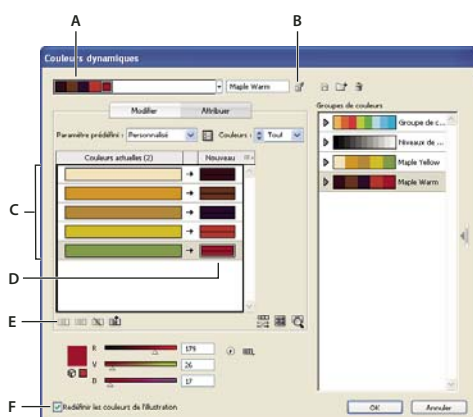 A
B
Couleurs dynamiques
Maple Warm
Modifier
Attribuer
Groupes de couleurs
Paramètre prédéfini : Personnalisé
Couleurs : Tout
Groupe de c...
Couleurs actuelles (2)
Nouveau
Niveaux de ...
Maple Yellow
Maple Warm
C
D
E
R
179
V
26
B
17
F
Redéfinir les couleurs de l'illustration
OK
Annuler